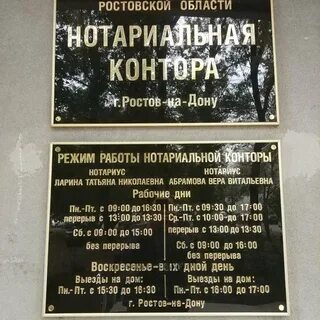 РОСТОВСКОЙ ОБЛАСТИ
НОТАРИАЛЬНАЯ
КОНТОРА
г.Ростов-на-Дону
РЕЖИМ РАБОТЫ НОТАРИАЛЬНОЙ КОНТОРЫ
НОТАРИУС НОТАРИУС
ЛАРИНА ТАТЬЯНА НИКОЛАЕВНА АБРАМОВА ВЕРА ВИТАЛЬЕВНА
Рабочие дни
Пн.-Пт. с 09:00 до 16:30 Пн.-Пт. с 09:30 до 17:00
перерыв с 13:00 до 13:30 Ср.-Пт. с 10:00 до 17:00
перерыв с 13:00 до 13:30
Сб. с 09:00 до 15:00 Сб. с 09:00 до 16:00
без перерыва без перерыва
Воскресенье-выходной день
Выезды на дом: Выезды на дом:
Пн.-Пт. с 15:30 до 16:30 Пн.-Пт. с 16:00 до 17:00
г. Ростов-на-Дону